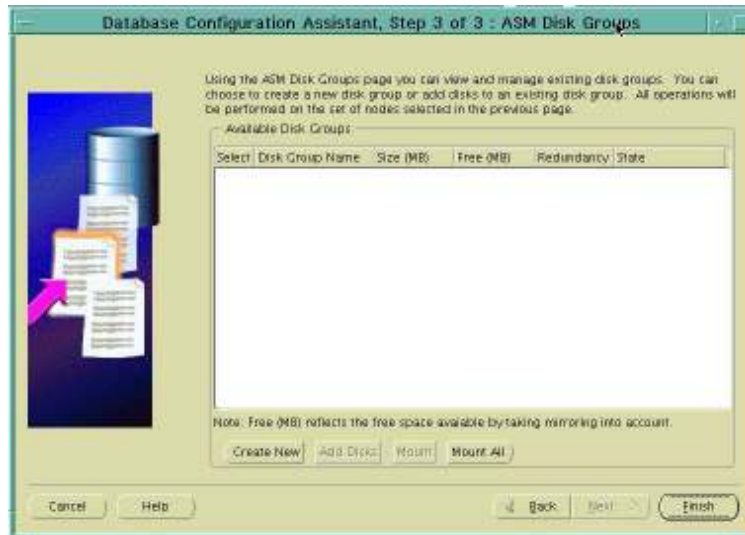 Database Configuration Assistant, Step 3 of 3 : ASM Disk Groups
Using the ASM Disk Groups page you can view and manage existing disk groups. You can
choose to create a new disk group or add disks to an existing disk group. All operations will
be performed on the set of nodes selected in the previous page.
Available Disk Groups
Select Disk Group Name Size (MB) Free (MB) Redundancy State
Note: Free (MB) reflects the free space available by taking mirroring into account.
Create New Add Disks Mount Mount All
Cancel Help Back Next Finish